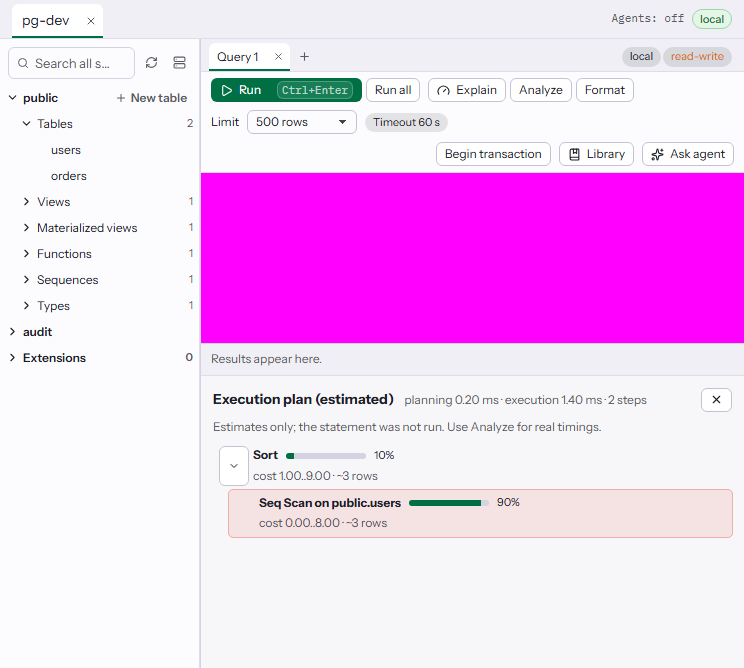 pg-dev
Agents: off local
Search all s...
public + New table
Tables 2
users
orders
Views 1
Materialized views 1
Functions 1
Sequences 1
Types 1
audit
Extensions 0
Query 1
local read-write
Run Ctrl+Enter Run all Explain Analyze Format
Limit 500 rows Timeout 60 s
Begin transaction Library Ask agent
Results appear here.
Execution plan (estimated) planning 0.20 ms · execution 1.40 ms · 2 steps
Estimates only; the statement was not run. Use Analyze for real timings.
Sort 10%
cost 1.00..9.00 · ~3 rows
Seq Scan on public.users 90%
cost 0.00..8.00 · ~3 rows